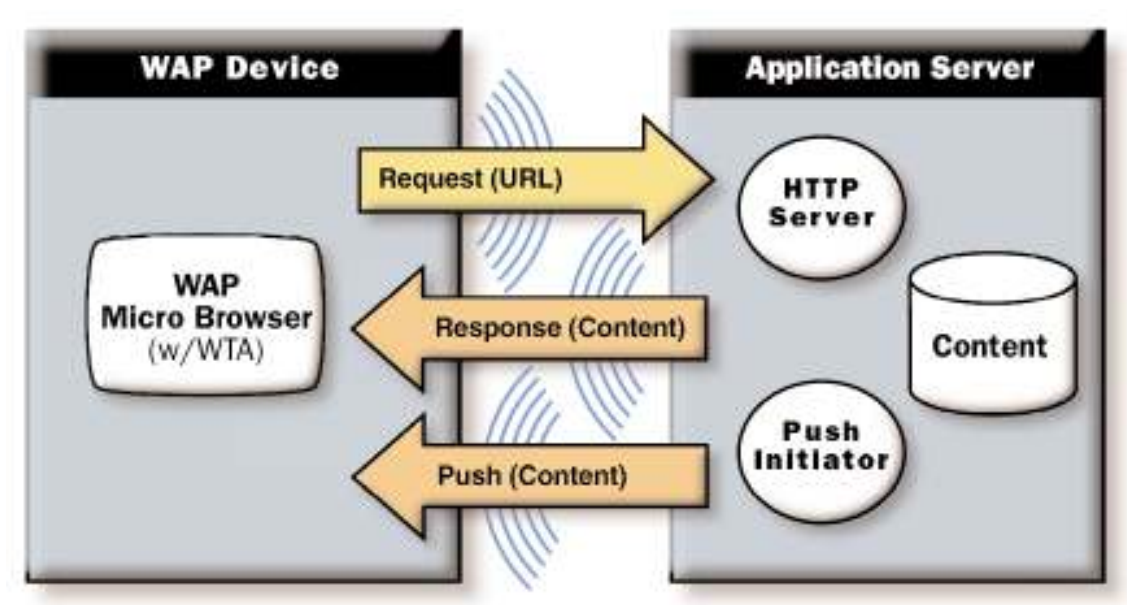 WAP Device
Application Server
Request (URL)
HTTP
Server
WAP
Micro Browser
(w/WTA)
Response (Content)
Content
Push (Content)
Push
Initiator